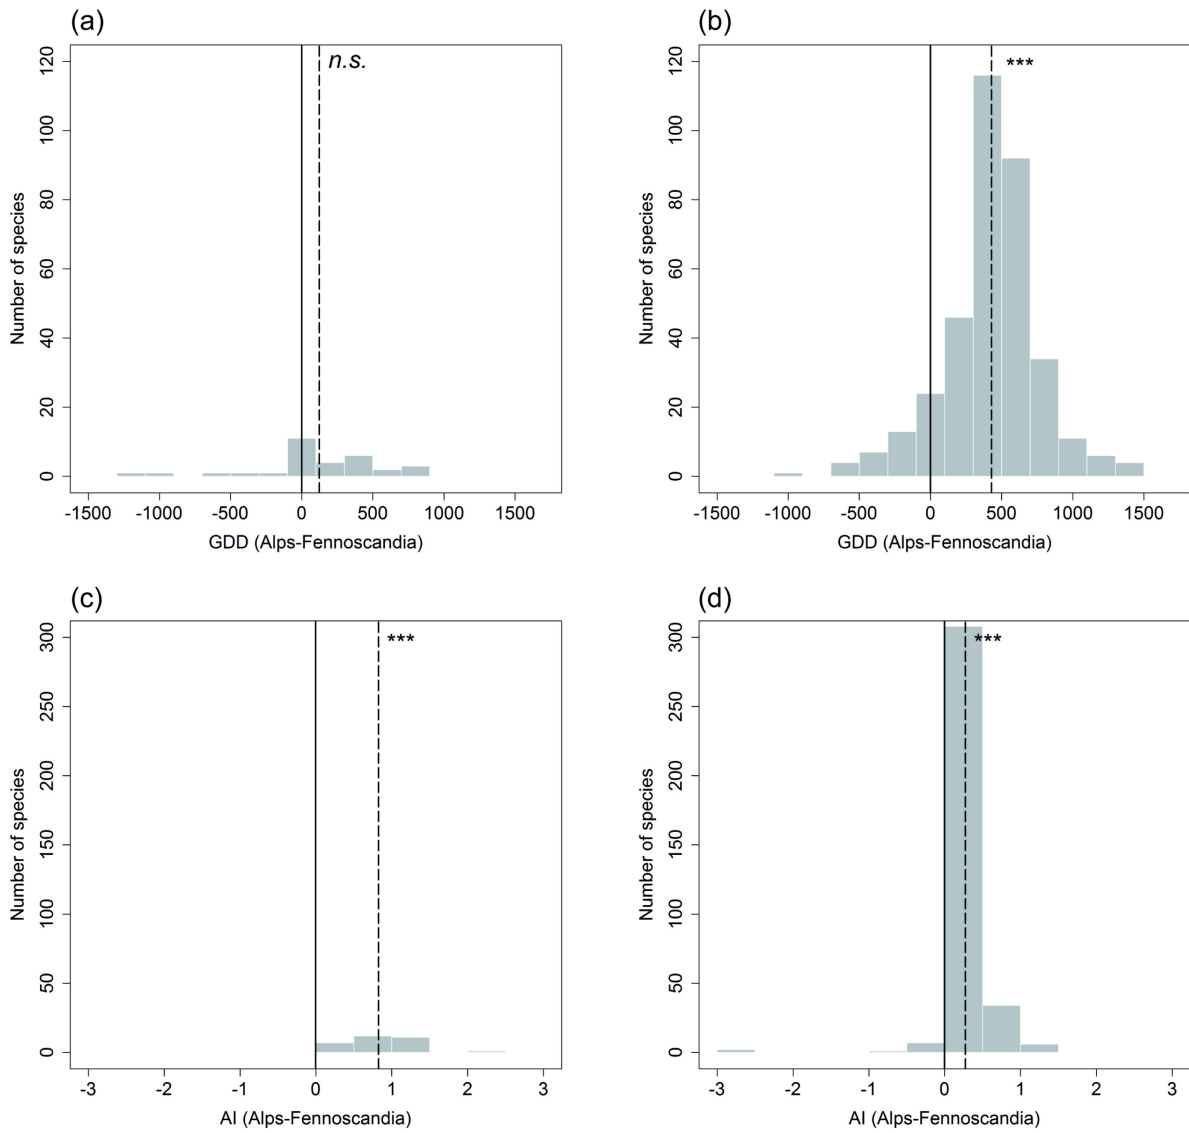 (a)
n.s.
Number of species
0 20 40 60 80 100 120
-1500 -1000 -500 0 500 1000 1500
GDD (Alps-Fennoscandia)
(b)
***
Number of species
0 20 40 60 80 100 120
-1500 -1000 -500 0 500 1000 1500
GDD (Alps-Fennoscandia)
(c)
***
Number of species
0 50 100 150 200 250 300
-3 -2 -1 0 1 2 3
AI (Alps-Fennoscandia)
(d)
***
Number of species
0 50 100 150 200 250 300
-3 -2 -1 0 1 2 3
AI (Alps-Fennoscandia)